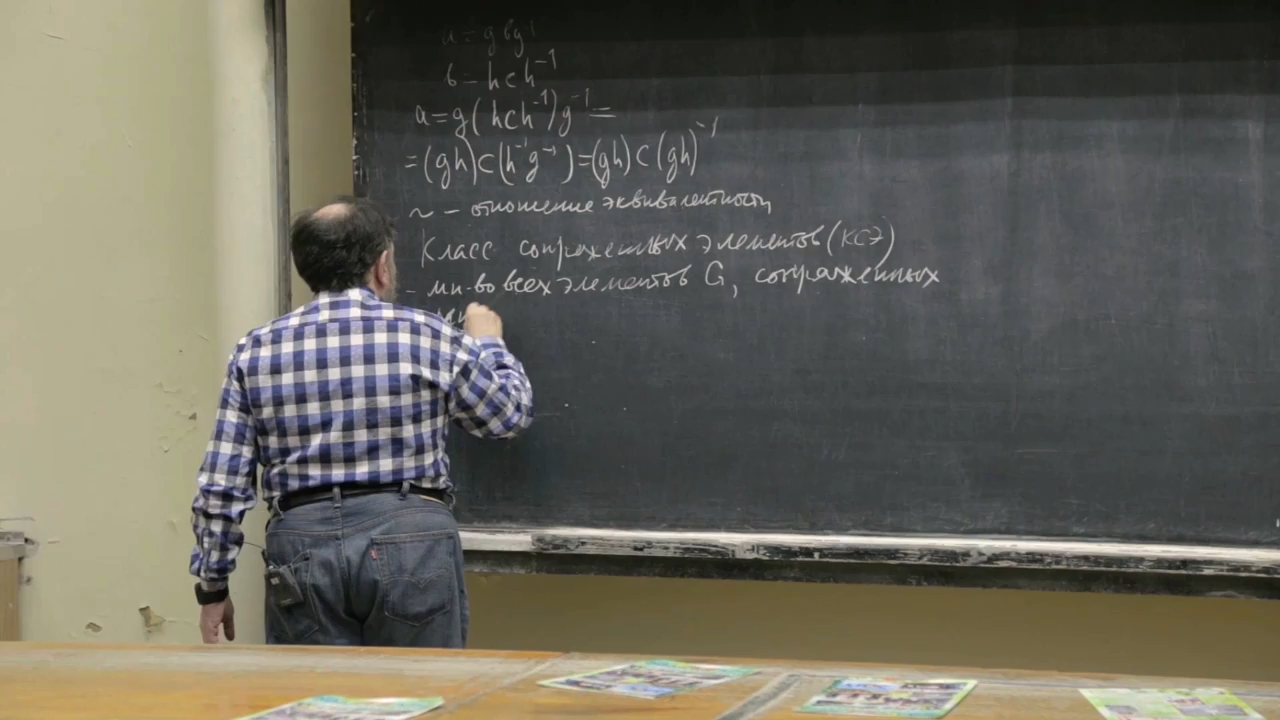 a = g b g⁻¹
b = h c h⁻¹
a = g(h c h⁻¹)g⁻¹ =
= (gh)c(h⁻¹g⁻¹) = (gh)c(gh)⁻¹
~ – отношение эквивалентности
Класс сопряженных элементов (КСЭ)
– мн-во всех элементов G, сопряженных